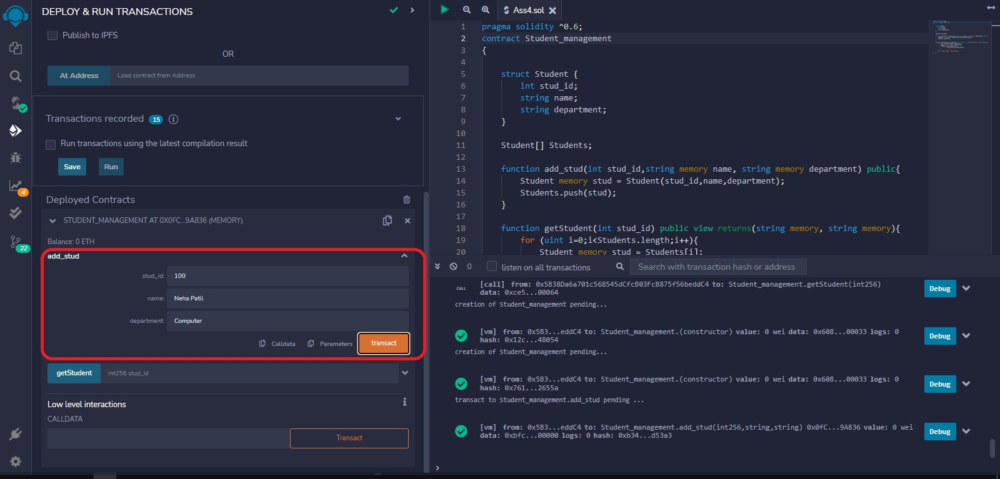 DEPLOY & RUN TRANSACTIONS
Publish to IPFS
OR
At Address Load contract from Address
Transactions recorded 15 i
Run transactions using the latest compilation result
Save Run
4
22
Deployed Contracts
STUDENT_MANAGEMENT AT 0X0FC...9A836 (MEMORY)
Balance: 0 ETH
add_stud
stud_id: 100
name: Neha Patil
department: Computer
Calldata Parameters transact
getStudent int256 stud_id
Low level interactions i
CALLDATA
Transact
Ass4.sol
1 pragma solidity ^0.6;
2 contract Student_management
3 {
4
5 struct Student {
6 int stud_id;
7 string name;
8 string department;
9 }
10
11 Student[] Students;
12
13 function add_stud(int stud_id,string memory name, string memory department) public{
14 Student memory stud = Student(stud_id,name,department);
15 Students.push(stud);
16 }
17
18 function getStudent(int stud_id) public view returns(string memory, string memory){
19 for (uint i=0;i<Students.length;i++){
20 Student memory stud = Students[i];
0 listen on all transactions Search with transaction hash or address
CALL [call] from: 0x5B38Da6a701c568545dCfcB03FcB875f56beddC4 to: Student_management.getStudent(int256) Debug
data: 0xce5...00064
creation of Student_management pending...
[vm] from: 0x5B3...eddC4 to: Student_management.(constructor) value: 0 wei data: 0x608...00033 logs: 0 Debug
hash: 0x12c...48054
creation of Student_management pending...
[vm] from: 0x5B3...eddC4 to: Student_management.(constructor) value: 0 wei data: 0x608...00033 logs: 0 Debug
hash: 0x761...2655a
transact to Student_management.add_stud pending ...
[vm] from: 0x5B3...eddC4 to: Student_management.add_stud(int256,string,string) 0x0fC...9A836 value: 0 wei Debug
data: 0xbfc...00000 logs: 0 hash: 0xb34...d53a3
>